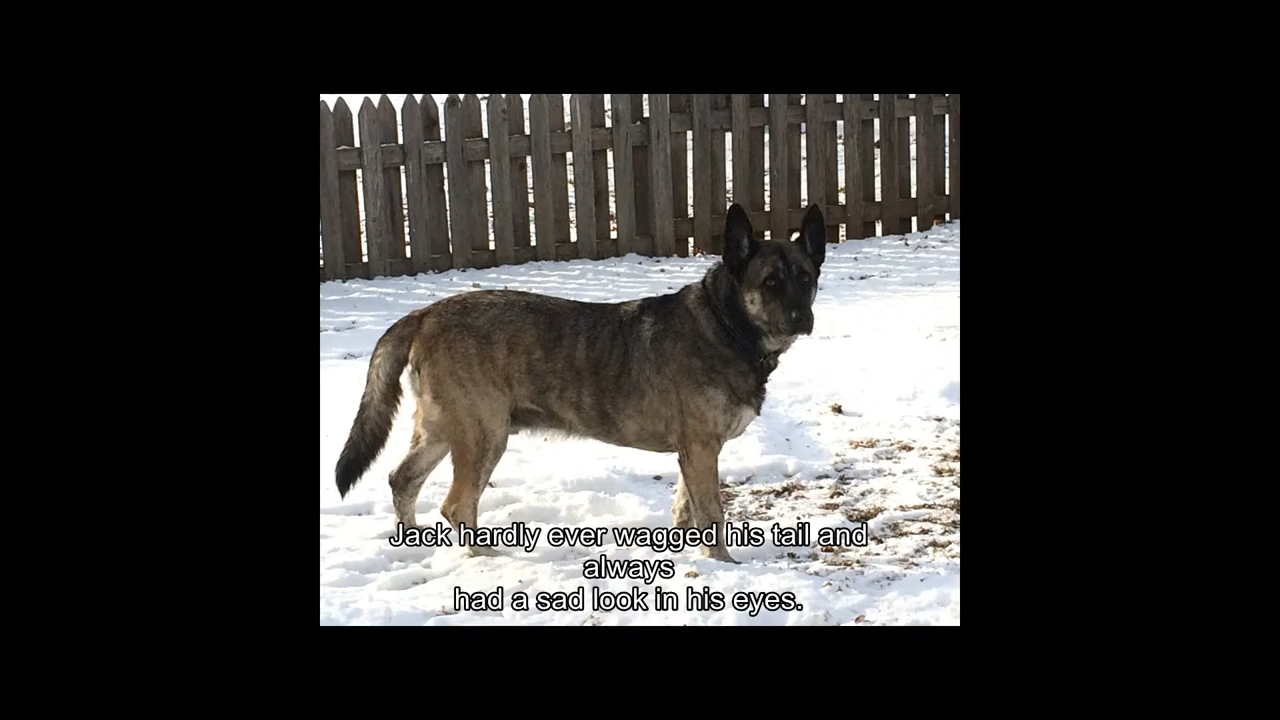 Jack hardly ever wagged his tail and
always
had a sad look in his eyes.